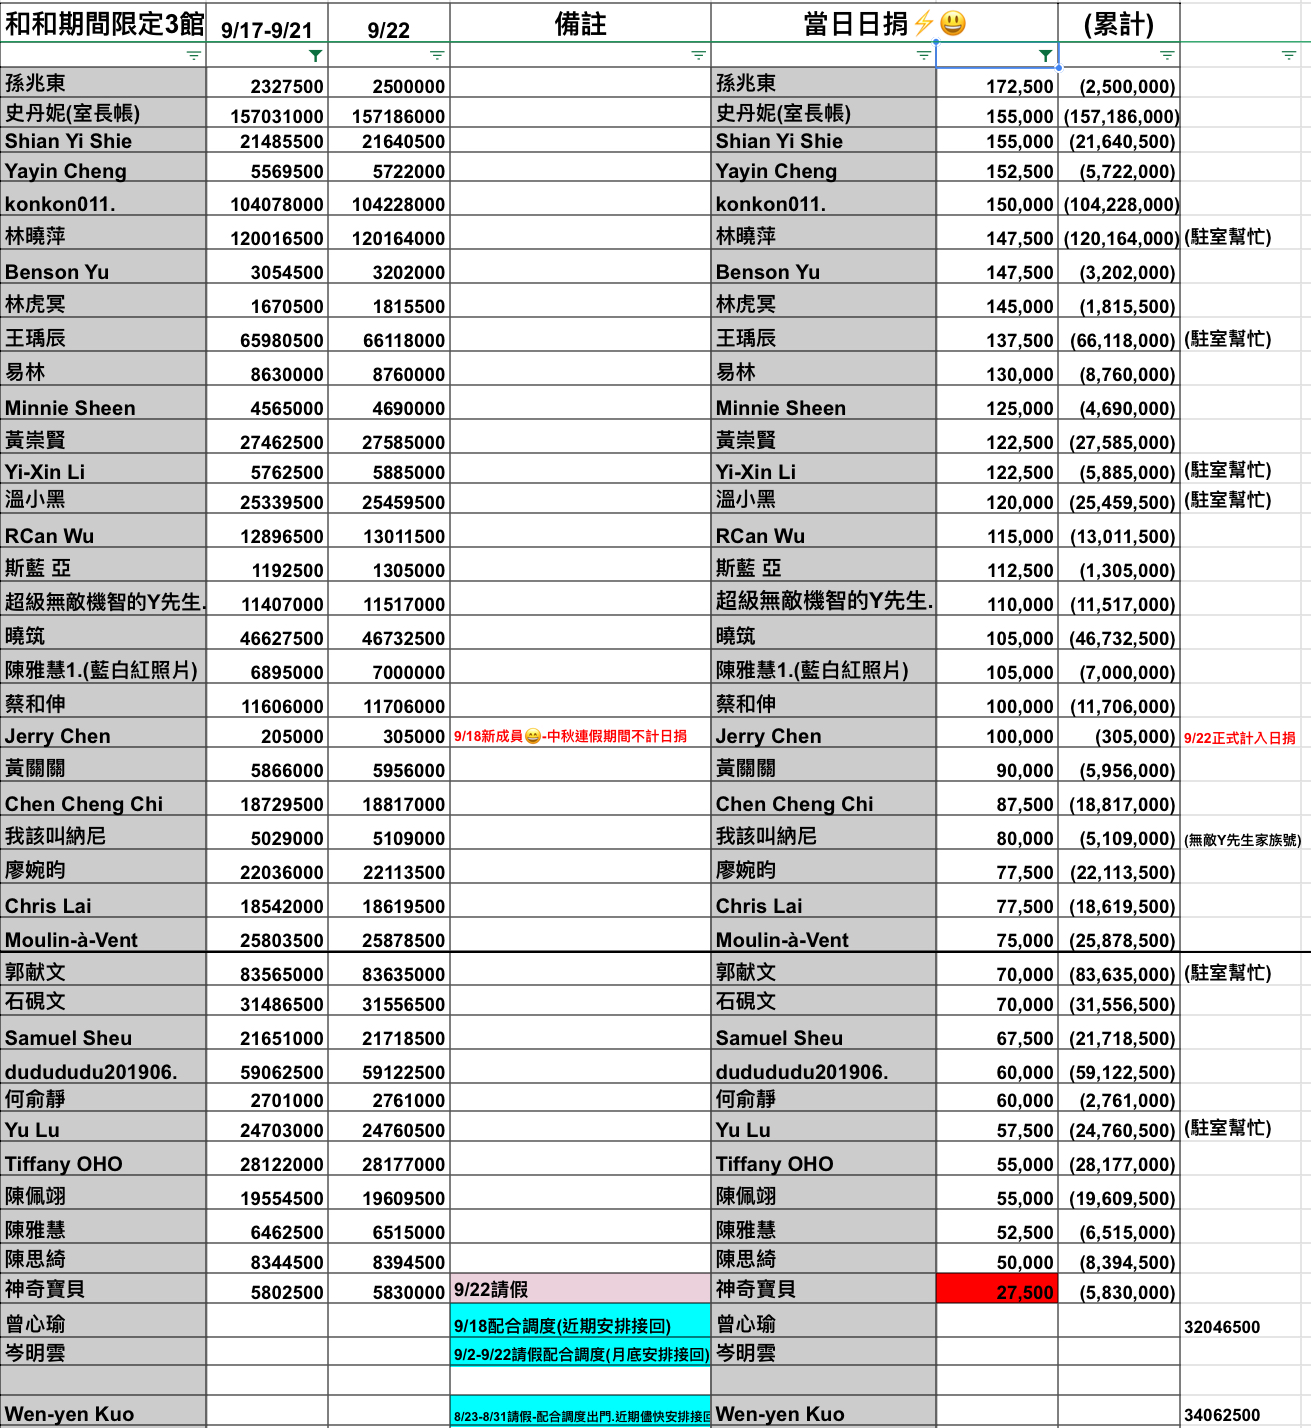 和和期間限定3館 9/17-9/21 9/22 備註 當日日捐⚡😃 (累計)
孫兆東 2327500 2500000 孫兆東 172,500 (2,500,000)
史丹妮(室長帳) 157031000 157186000 史丹妮(室長帳) 155,000 (157,186,000)
Shian Yi Shie 21485500 21640500 Shian Yi Shie 155,000 (21,640,500)
Yayin Cheng 5569500 5722000 Yayin Cheng 152,500 (5,722,000)
konkon011. 104078000 104228000 konkon011. 150,000 (104,228,000)
林曉萍 120016500 120164000 林曉萍 147,500 (120,164,000) (駐室幫忙)
Benson Yu 3054500 3202000 Benson Yu 147,500 (3,202,000)
林虎冥 1670500 1815500 林虎冥 145,000 (1,815,500)
王瑀辰 65980500 66118000 王瑀辰 137,500 (66,118,000) (駐室幫忙)
易林 8630000 8760000 易林 130,000 (8,760,000)
Minnie Sheen 4565000 4690000 Minnie Sheen 125,000 (4,690,000)
黃崇賢 27462500 27585000 黃崇賢 122,500 (27,585,000)
Yi-Xin Li 5762500 5885000 Yi-Xin Li 122,500 (5,885,000) (駐室幫忙)
溫小黑 25339500 25459500 溫小黑 120,000 (25,459,500) (駐室幫忙)
RCan Wu 12896500 13011500 RCan Wu 115,000 (13,011,500)
斯藍 亞 1192500 1305000 斯藍 亞 112,500 (1,305,000)
超級無敵機智的Y先生. 11407000 11517000 超級無敵機智的Y先生. 110,000 (11,517,000)
曉筑 46627500 46732500 曉筑 105,000 (46,732,500)
陳雅慧1.(藍白紅照片) 6895000 7000000 陳雅慧1.(藍白紅照片) 105,000 (7,000,000)
蔡和伸 11606000 11706000 蔡和伸 100,000 (11,706,000)
Jerry Chen 205000 305000 9/18新成員😄-中秋連假期間不計日捐 Jerry Chen 100,000 (305,000) 9/22正式計入日捐
黃關關 5866000 5956000 黃關關 90,000 (5,956,000)
Chen Cheng Chi 18729500 18817000 Chen Cheng Chi 87,500 (18,817,000)
我該叫納尼 5029000 5109000 我該叫納尼 80,000 (5,109,000) (無敵Y先生家族號)
廖婉昀 22036000 22113500 廖婉昀 77,500 (22,113,500)
Chris Lai 18542000 18619500 Chris Lai 77,500 (18,619,500)
Moulin-à-Vent 25803500 25878500 Moulin-à-Vent 75,000 (25,878,500)
郭献文 83565000 83635000 郭献文 70,000 (83,635,000) (駐室幫忙)
石硯文 31486500 31556500 石硯文 70,000 (31,556,500)
Samuel Sheu 21651000 21718500 Samuel Sheu 67,500 (21,718,500)
dudududu201906. 59062500 59122500 dudududu201906. 60,000 (59,122,500)
何俞靜 2701000 2761000 何俞靜 60,000 (2,761,000)
Yu Lu 24703000 24760500 Yu Lu 57,500 (24,760,500) (駐室幫忙)
Tiffany OHO 28122000 28177000 Tiffany OHO 55,000 (28,177,000)
陳佩翊 19554500 19609500 陳佩翊 55,000 (19,609,500)
陳雅慧 6462500 6515000 陳雅慧 52,500 (6,515,000)
陳思綺 8344500 8394500 陳思綺 50,000 (8,394,500)
神奇寶貝 5802500 5830000 9/22請假 神奇寶貝 27,500 (5,830,000)
曾心瑜 9/18配合調度(近期安排接回) 曾心瑜 32046500
岑明雲 9/2-9/22請假配合調度(月底安排接回) 岑明雲
Wen-yen Kuo 8/23-8/31請假-配合調度出門.近期儘快安排接回 Wen-yen Kuo 34062500